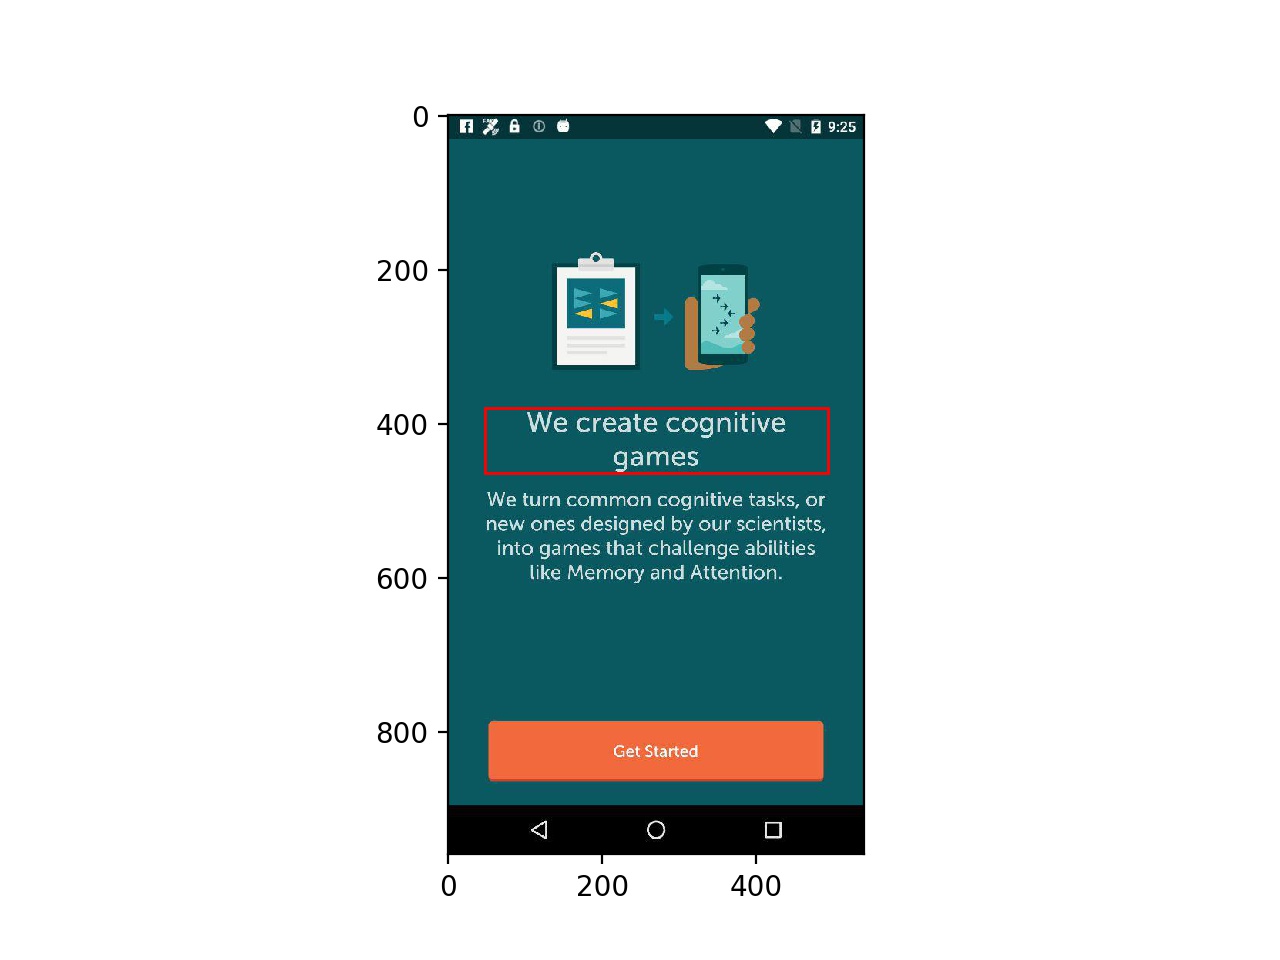 0
9:25
200
400
We create cognitive
games
We turn common cognitive tasks, or
new ones designed by our scientists,
into games that challenge abilities
600
like Memory and Attention.
800
Get Started
0
200
400